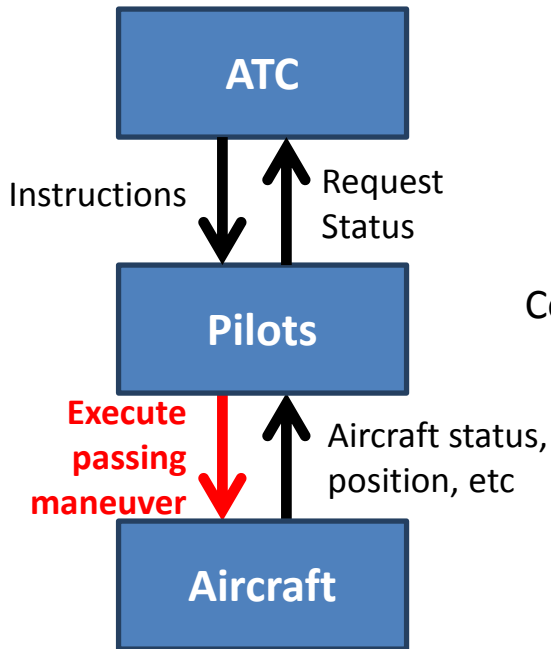 ATC
Instructions
Request
Status
Pilots
Execute
passing
maneuver
Aircraft status,
position, etc
Aircraft